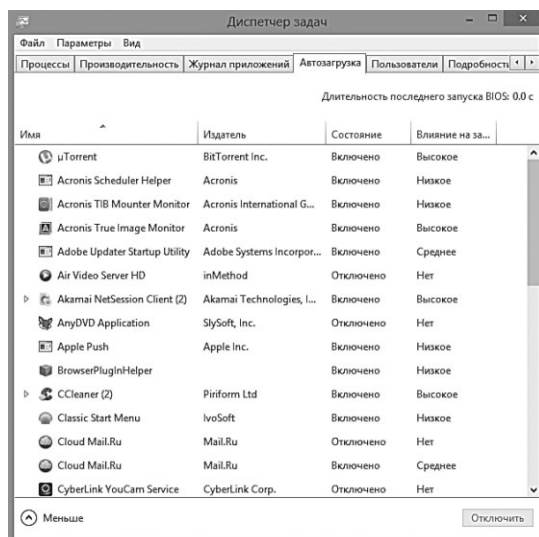 Диспетчер задач
Файл Параметры Вид
Процессы Производительность Журнал приложений Автозагрузка Пользователи Подробност
Длительность последнего запуска BIOS: 0.0 с
Имя Издатель Состояние Влияние на за...
µTorrent BitTorrent Inc. Включено Высокое
Acronis Scheduler Helper Acronis Включено Низкое
Acronis TIB Mounter Monitor Acronis International G... Включено Низкое
Acronis True Image Monitor Acronis Включено Высокое
Adobe Updater Startup Utility Adobe Systems Incorpor... Включено Среднее
Air Video Server HD inMethod Отключено Нет
Akamai NetSession Client (2) Akamai Technologies, I... Включено Высокое
AnyDVD Application SlySoft, Inc. Отключено Нет
Apple Push Apple Inc. Включено Низкое
BrowserPlugInHelper Включено Низкое
CCleaner (2) Piriform Ltd Включено Высокое
Classic Start Menu IvoSoft Включено Низкое
Cloud Mail.Ru Mail.Ru Отключено Нет
Cloud Mail.Ru Mail.Ru Включено Среднее
CyberLink YouCam Service CyberLink Corp. Отключено Нет
Меньше Отключить